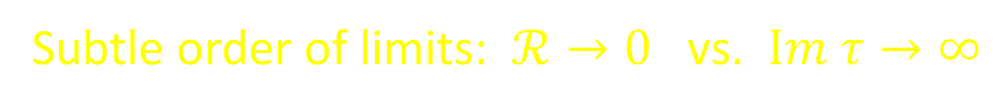 Subtle order of limits: ℛ → 0 vs. Im τ → ∞